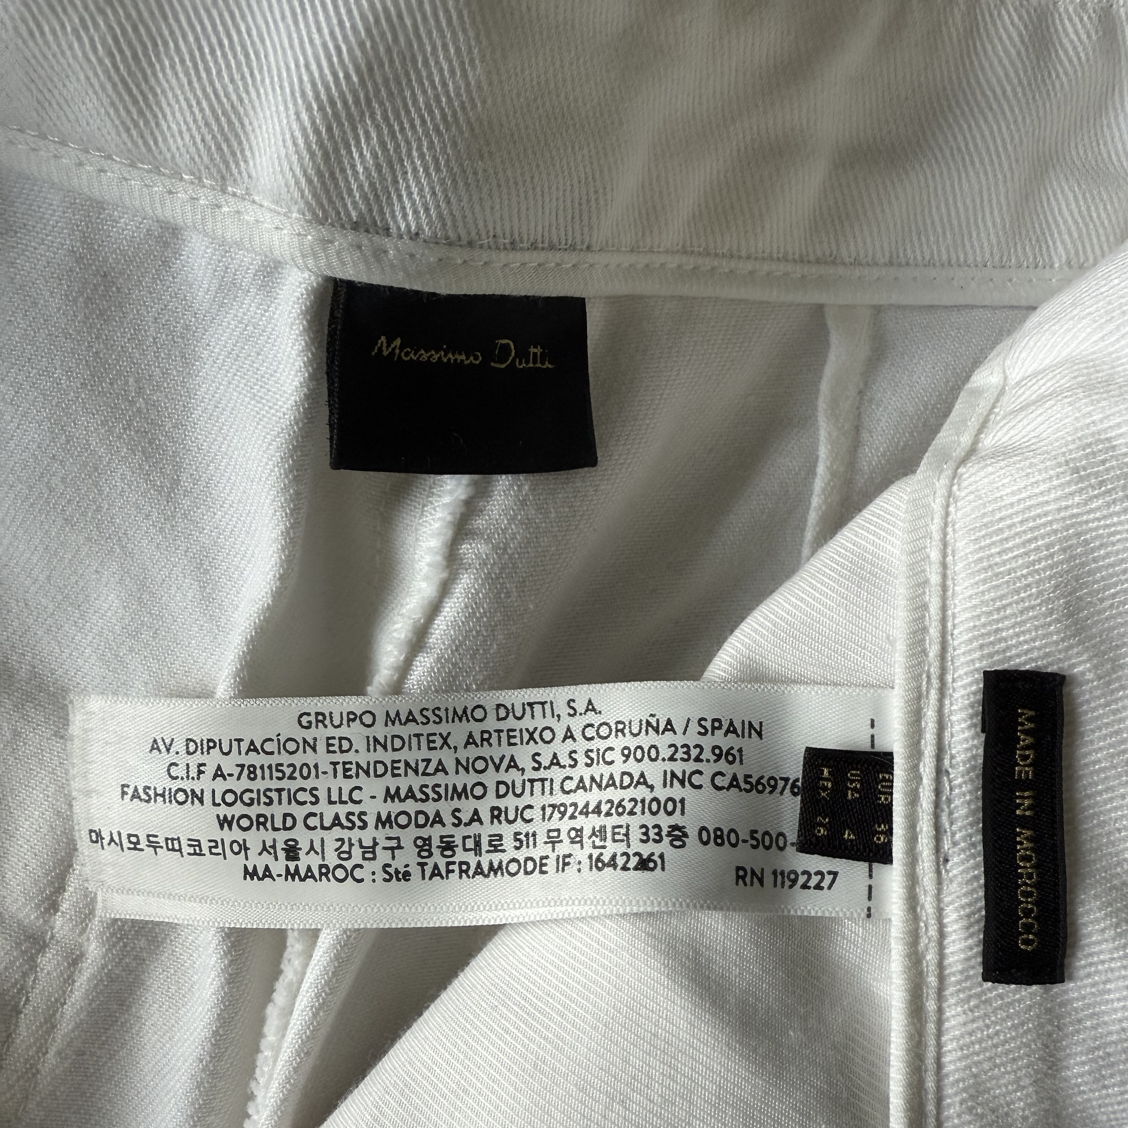 Massimo Dutti
GRUPO MASSIMO DUTTI, S.A.
AV. DIPUTACÍON ED. INDITEX, ARTEIXO A CORUÑA / SPAIN
C.I.F A-78115201-TENDENZA NOVA, S.A.S SIC 900.232.961
FASHION LOGISTICS LLC - MASSIMO DUTTI CANADA, INC CA56976
WORLD CLASS MODA S.A RUC 1792442621001
마시모두띠코리아 서울시 강남구 영동대로 511 무역센터 33층 080-500-
MA-MAROC : Sté TAFRAMODE IF : 1642261
RN 119227
EUR 36
USA 4
MEX 26
MADE IN MOROCCO